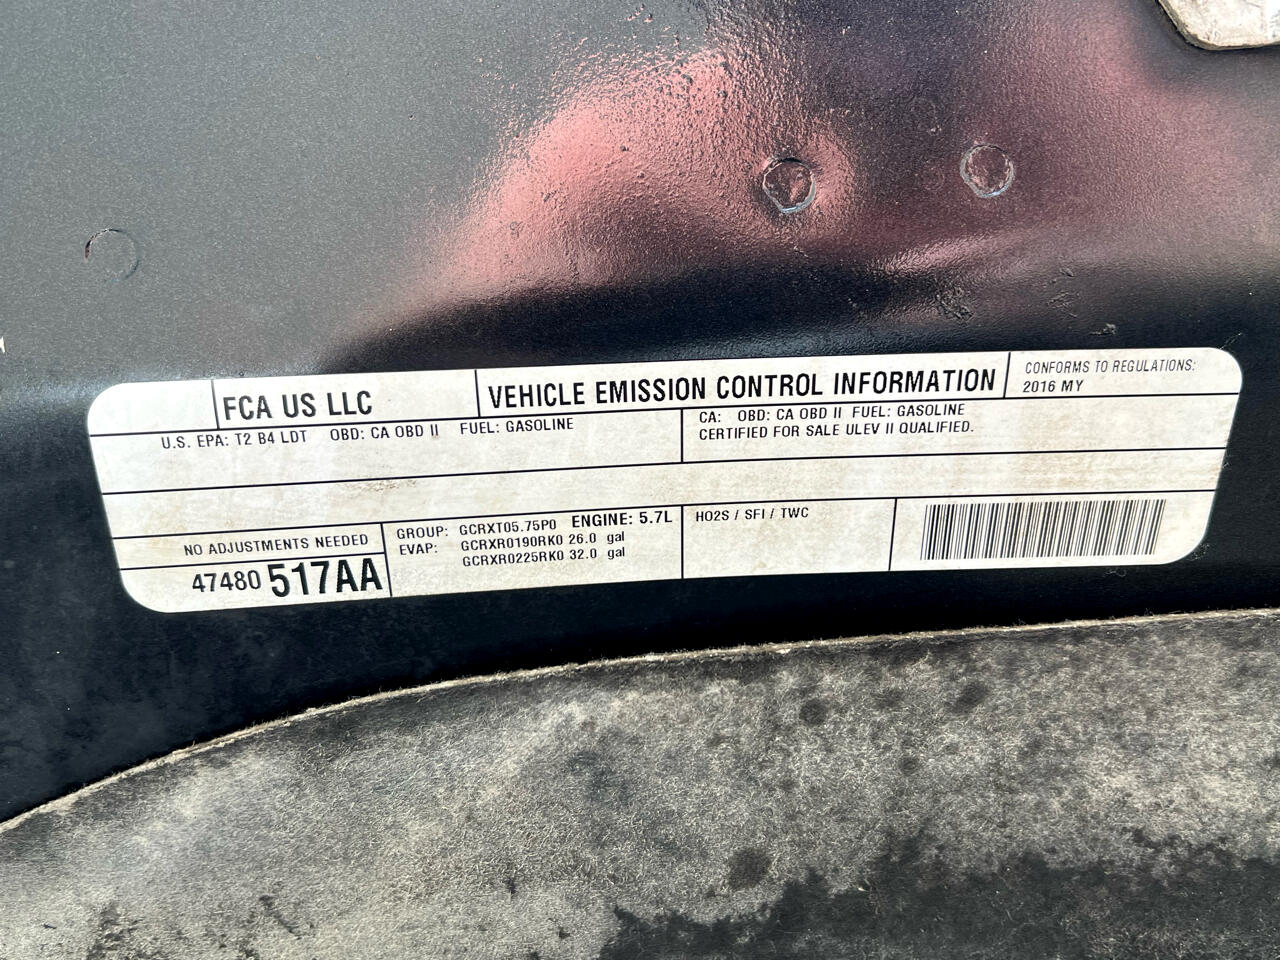 FCA US LLC
VEHICLE EMISSION CONTROL INFORMATION
CONFORMS TO REGULATIONS:
2016 MY
U.S. EPA: T2 B4 LDT OBD: CA OBD II FUEL: GASOLINE
CA: OBD: CA OBD II FUEL: GASOLINE
CERTIFIED FOR SALE ULEV II QUALIFIED.
NO ADJUSTMENTS NEEDED
47480 517AA
GROUP: GCRXT05.75P0 ENGINE: 5.7L
EVAP: GCRXR0190RK0 26.0 gal
GCRXR0225RK0 32.0 gal
HO2S / SFI / TWC